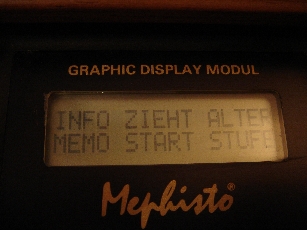 GRAPHIC DISPLAY MODUL
INFO ZIEHT ALTER
MEMO START STUFE
Mephisto®